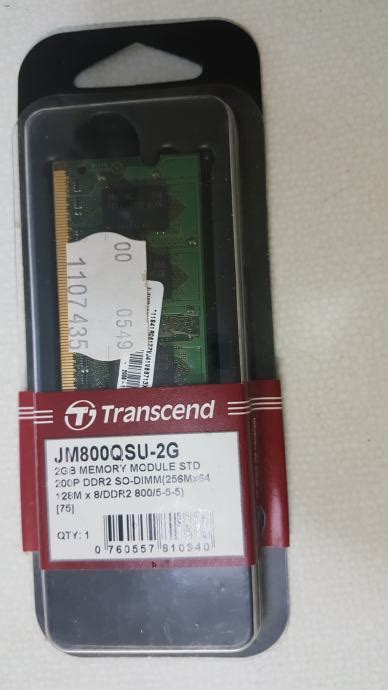 00 0549
1107435
Transcend
JM800QSU-2G
2GB MEMORY MODULE STD
200P DDR2 SO-DIMM(256Mx64
128M x 8/DDR2 800/5-5-5)
[75]
QTY: 1
0 760557 810940